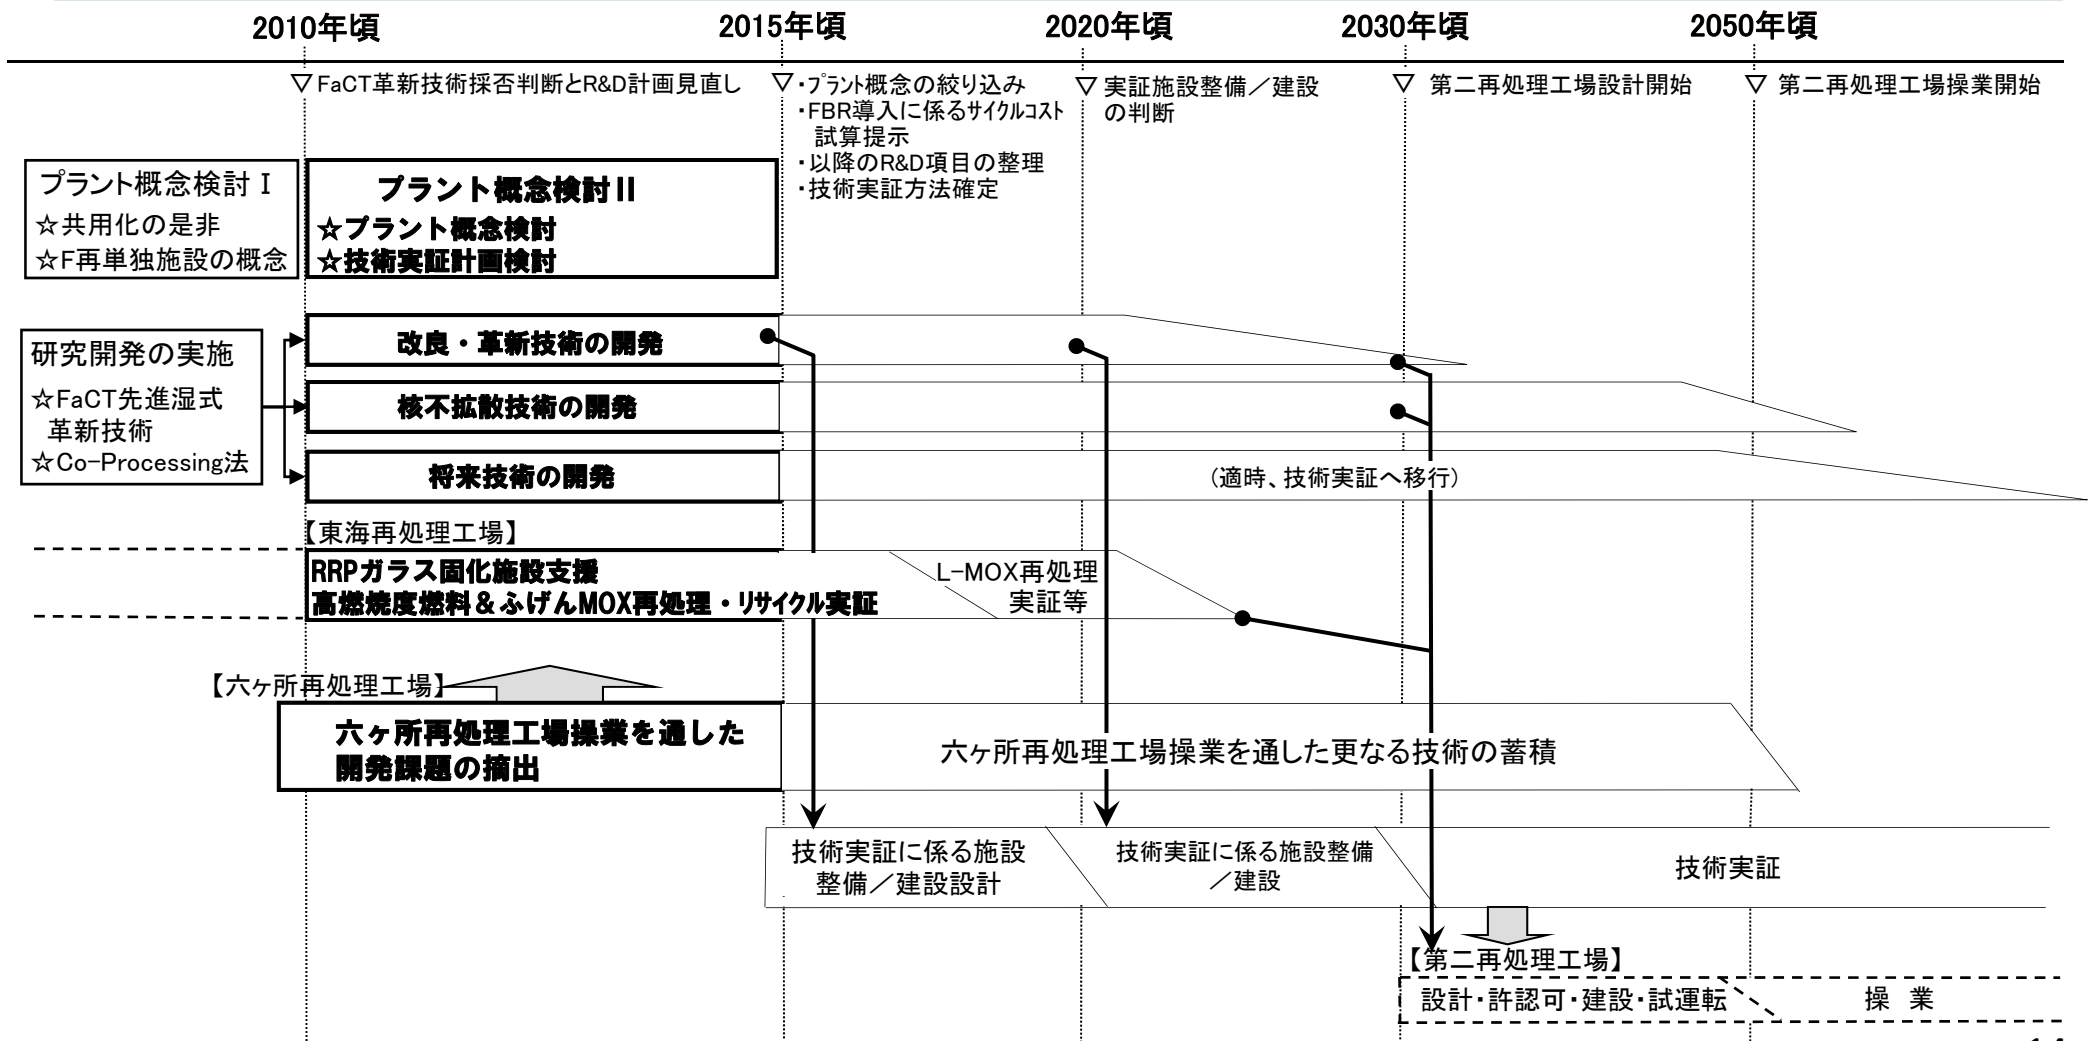 2010年頃
2015年頃
2020年頃
2030年頃
2050年頃
▽FaCT革新技術採否判断とR&D計画見直し
▽・プラント概念の絞り込み
・FBR導入に係るサイクルコスト
試算提示
・以降のR&D項目の整理
・技術実証方法確定
▽実証施設整備／建設
の判断
▽ 第二再処理工場設計開始
▽ 第二再処理工場操業開始
プラント概念検討Ⅰ
☆共用化の是非
☆F再単独施設の概念
プラント概念検討Ⅱ
☆プラント概念検討
☆技術実証計画検討
研究開発の実施
☆FaCT先進湿式
革新技術
☆Co-Processing法
改良・革新技術の開発
核不拡散技術の開発
将来技術の開発
（適時、技術実証へ移行）
【東海再処理工場】
RRPガラス固化施設支援
高燃焼度燃料＆ふげんMOX再処理・リサイクル実証
L-MOX再処理
実証等
【六ヶ所再処理工場】
六ヶ所再処理工場操業を通した
開発課題の摘出
六ヶ所再処理工場操業を通した更なる技術の蓄積
技術実証に係る施設
整備／建設設計
技術実証に係る施設整備
／建設
技術実証
【第二再処理工場】
設計・許認可・建設・試運転
操 業